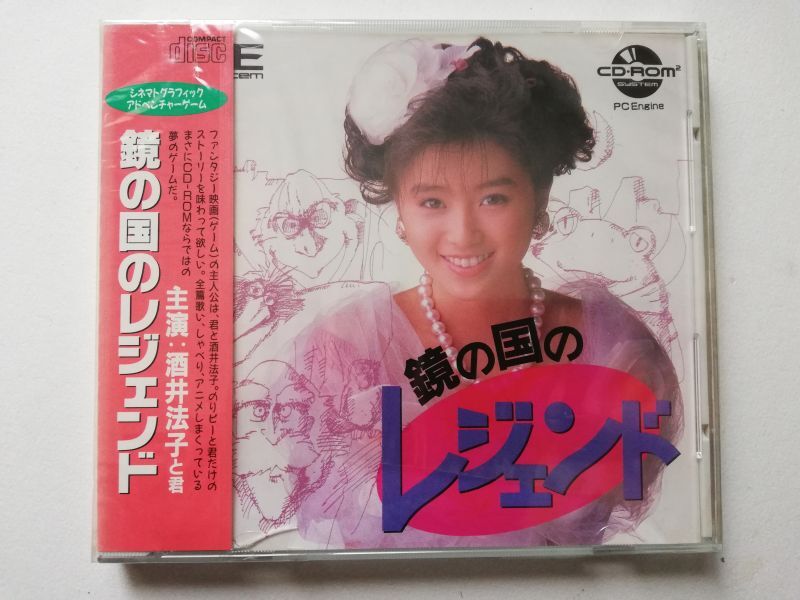 COMPACT
disc
E
CD-ROM²
SYSTEM
PC Engine
シネマトグラフィック
アドベンチャーゲーム
ファンタジー映画(ゲーム)の主人公は、君と酒井法子。のりピーと君だけの
ストーリーを味わって欲しい。全篇歌い、しゃべり、アニメしまくっている
まさにCD-ROMならではの
夢のゲームだ。
鏡の国のレジェンド
主演:酒井法子と君
鏡の国の
レジェンド